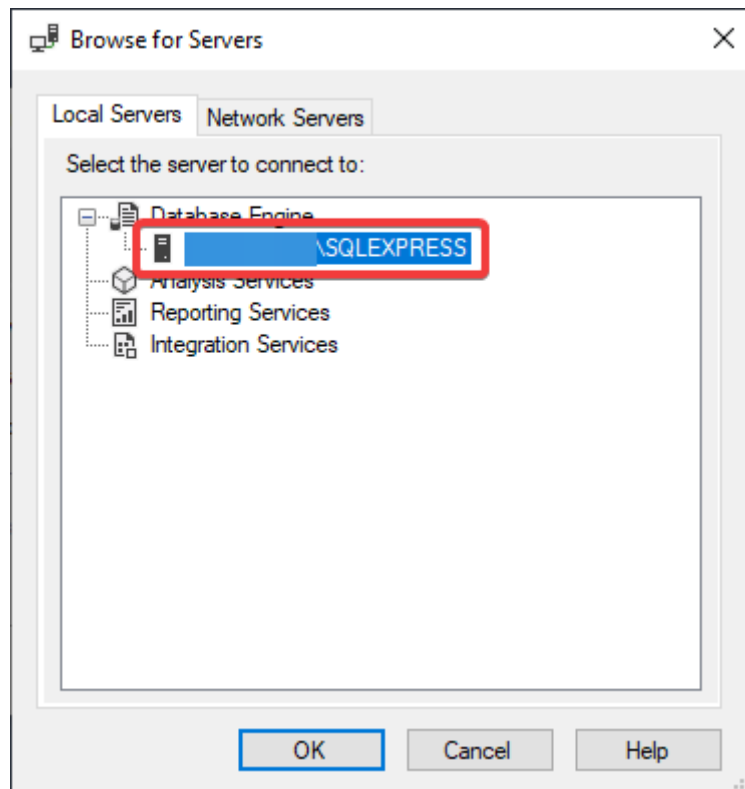 Browse for Servers
Local Servers
Network Servers
Select the server to connect to:
Database Engine
\SQLEXPRESS
Analysis Services
Reporting Services
Integration Services
OK
Cancel
Help